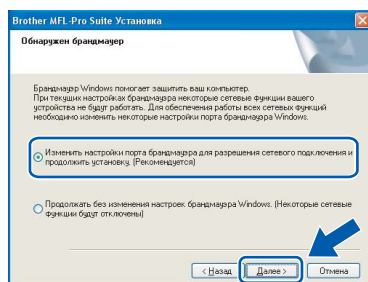 Brother MFL-Pro Suite Установка
Обнаружен брандмауер
Брандмауэр Windows помогает защитить ваш компьютер.
При текущих настройках брандмауэра некоторые сетевые функции вашего
устройства не будут работать. Для обеспечения работы всех сетевых функций
необходимо изменить некоторые настройки порта брандмауэра Windows.
Изменить настройки порта брандмауэра для разрешения сетевого подключения и
продолжить установку. (Рекомендуется)
Продолжать без изменения настроек брандмауэра Windows. (Некоторые сетевые
функции будут отключены)
< Назад
Далее >
Отмена